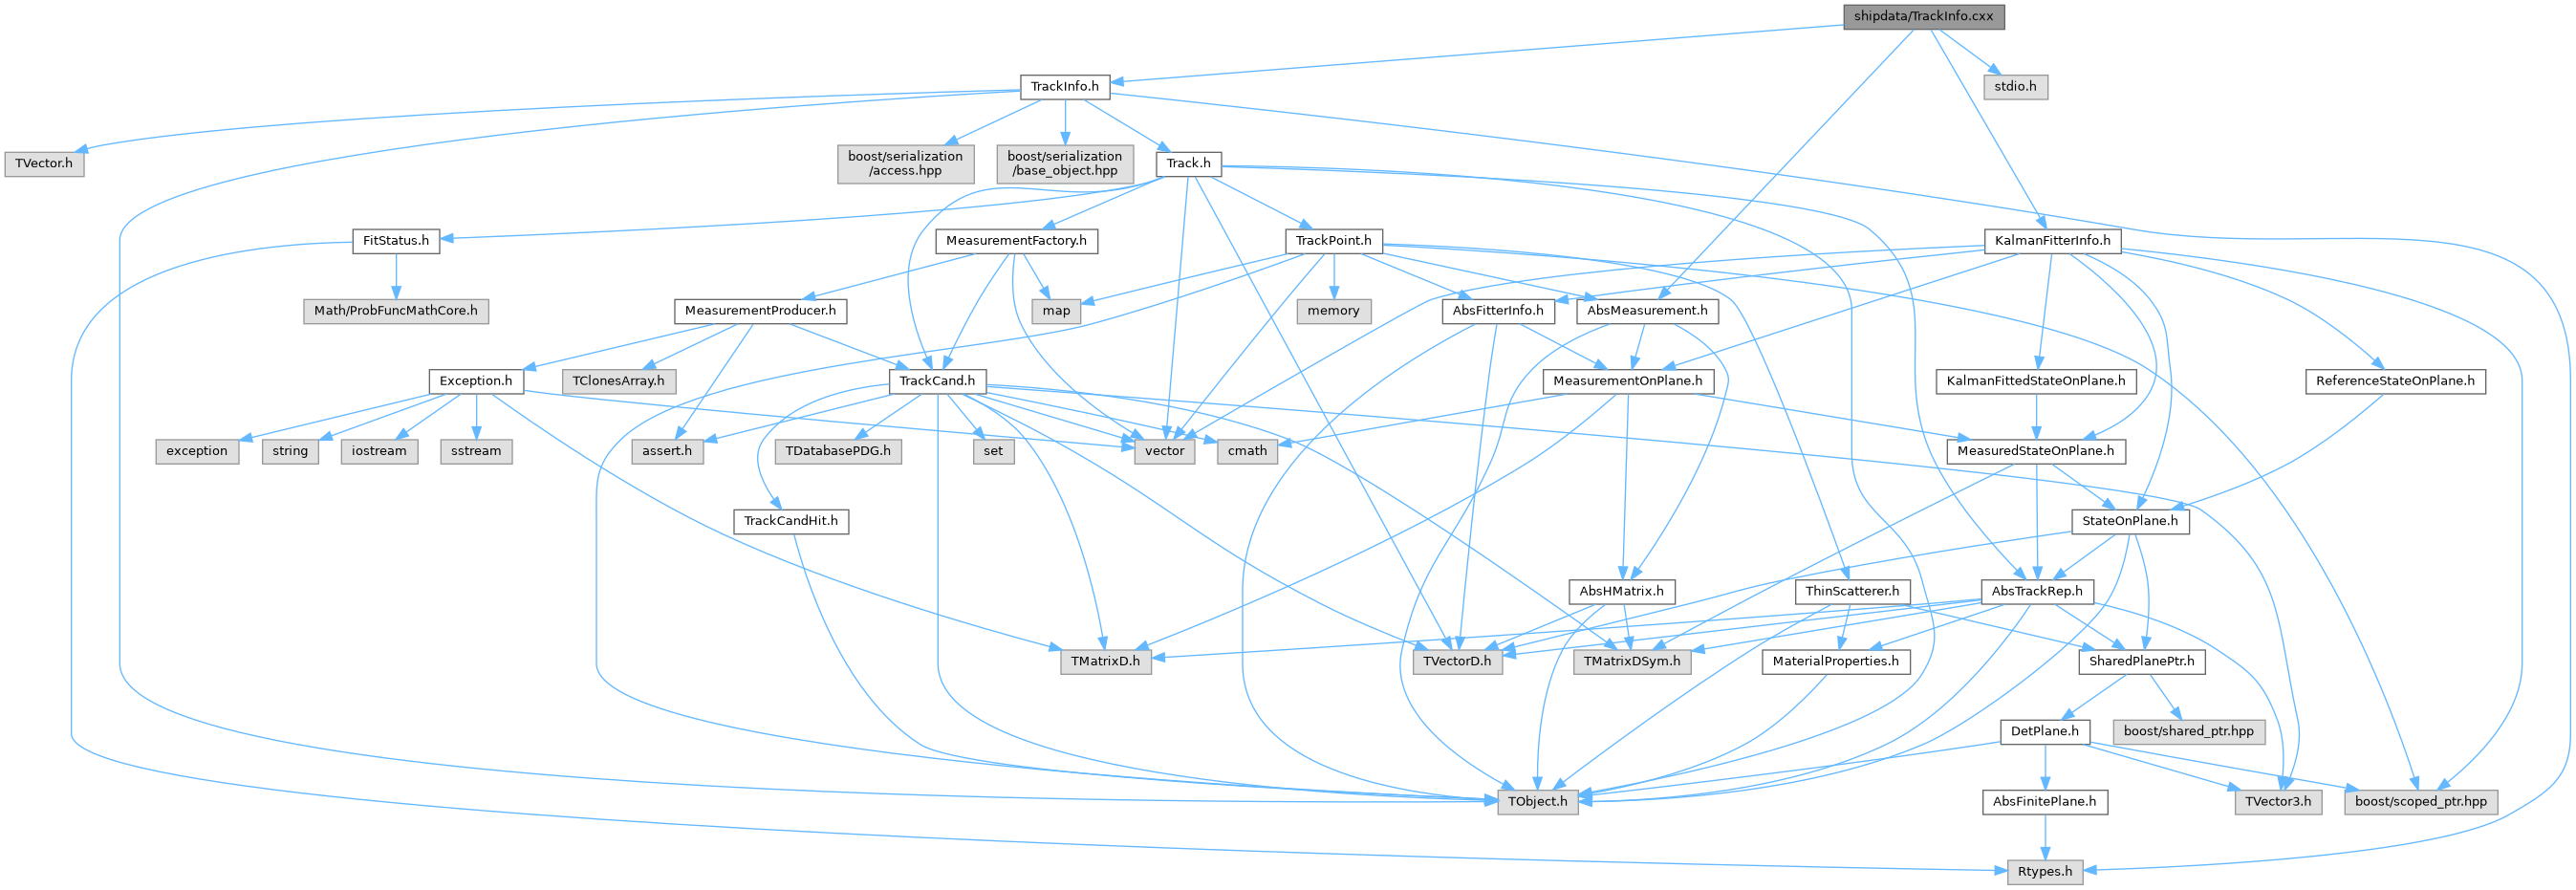 shipdata/TrackInfo.cxx
TrackInfo.h
stdio.h
TVector.h
boost/serialization
/access.hpp
boost/serialization
/base_object.hpp
Track.h
FitStatus.h
MeasurementFactory.h
TrackPoint.h
KalmanFitterInfo.h
Math/ProbFuncMathCore.h
MeasurementProducer.h
map
memory
AbsFitterInfo.h
AbsMeasurement.h
Exception.h
TClonesArray.h
TrackCand.h
MeasurementOnPlane.h
KalmanFittedStateOnPlane.h
ReferenceStateOnPlane.h
exception
string
iostream
sstream
assert.h
TDatabasePDG.h
set
vector
cmath
MeasuredStateOnPlane.h
TrackCandHit.h
StateOnPlane.h
AbsHMatrix.h
ThinScatterer.h
AbsTrackRep.h
TMatrixD.h
TVectorD.h
TMatrixDSym.h
MaterialProperties.h
SharedPlanePtr.h
DetPlane.h
boost/shared_ptr.hpp
TObject.h
AbsFinitePlane.h
TVector3.h
boost/scoped_ptr.hpp
Rtypes.h